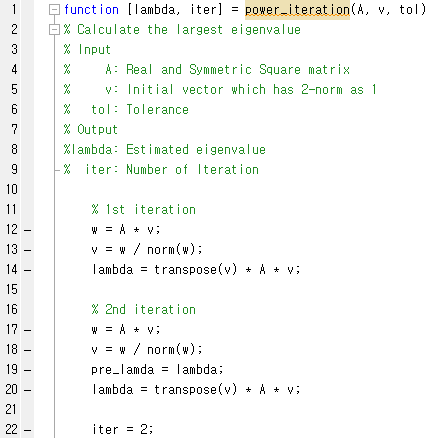 1 function [lambda, iter] = power_iteration(A, v, tol)
2 % Calculate the largest eigenvalue
3 % Input
4 %     A: Real and Symmetric Square matrix
5 %     v: Initial vector which has 2-norm as 1
6 %   tol: Tolerance
7 % Output
8 %lambda: Estimated eigenvalue
9 %  iter: Number of Iteration
10
11     % 1st iteration
12 –     w = A * v;
13 –     v = w / norm(w);
14 –     lambda = transpose(v) * A * v;
15
16     % 2nd iteration
17 –     w = A * v;
18 –     v = w / norm(w);
19 –     pre_lamda = lambda;
20 –     lambda = transpose(v) * A * v;
21
22 –     iter = 2;